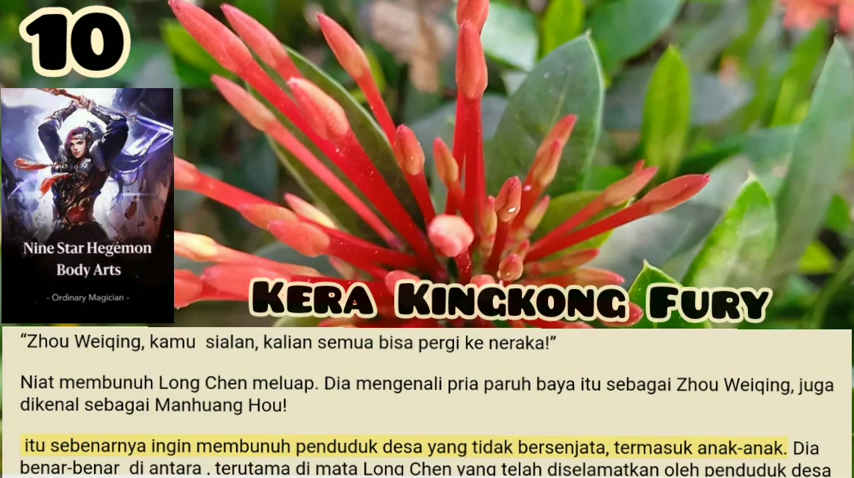 10
Nine Star Hegemon
Body Arts
- Ordinary Magician -
Kera Kingkong Fury
“Zhou Weiqing, kamu sialan, kalian semua bisa pergi ke neraka!”
Niat membunuh Long Chen meluap. Dia mengenali pria paruh baya itu sebagai Zhou Weiqing, juga
dikenal sebagai Manhuang Hou!
itu sebenarnya ingin membunuh penduduk desa yang tidak bersenjata, termasuk anak-anak. Dia
benar-benar di antara , terutama di mata Long Chen yang telah diselamatkan oleh penduduk desa